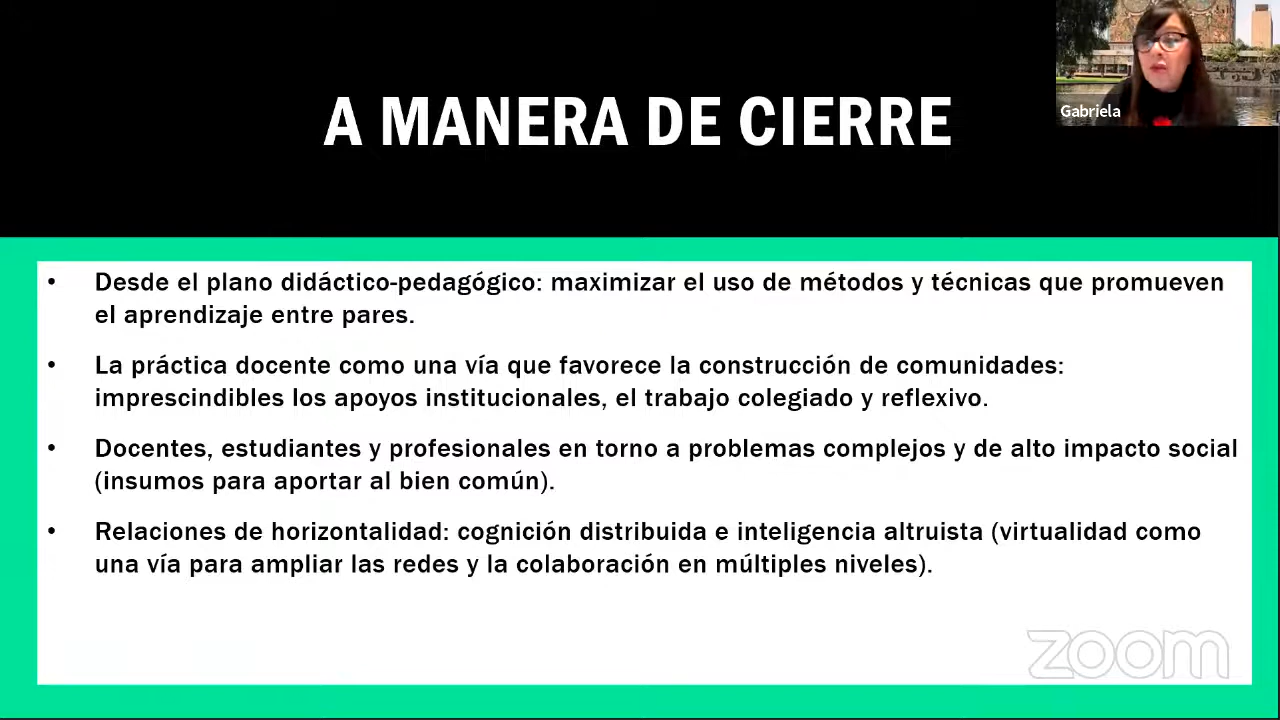 A MANERA DE CIERRE
Gabriela
• Desde el plano didáctico-pedagógico: maximizar el uso de métodos y técnicas que promueven
el aprendizaje entre pares.
• La práctica docente como una vía que favorece la construcción de comunidades:
imprescindibles los apoyos institucionales, el trabajo colegiado y reflexivo.
• Docentes, estudiantes y profesionales en torno a problemas complejos y de alto impacto social
(insumos para aportar al bien común).
• Relaciones de horizontalidad: cognición distribuida e inteligencia altruista (virtualidad como
una vía para ampliar las redes y la colaboración en múltiples niveles).
zoom